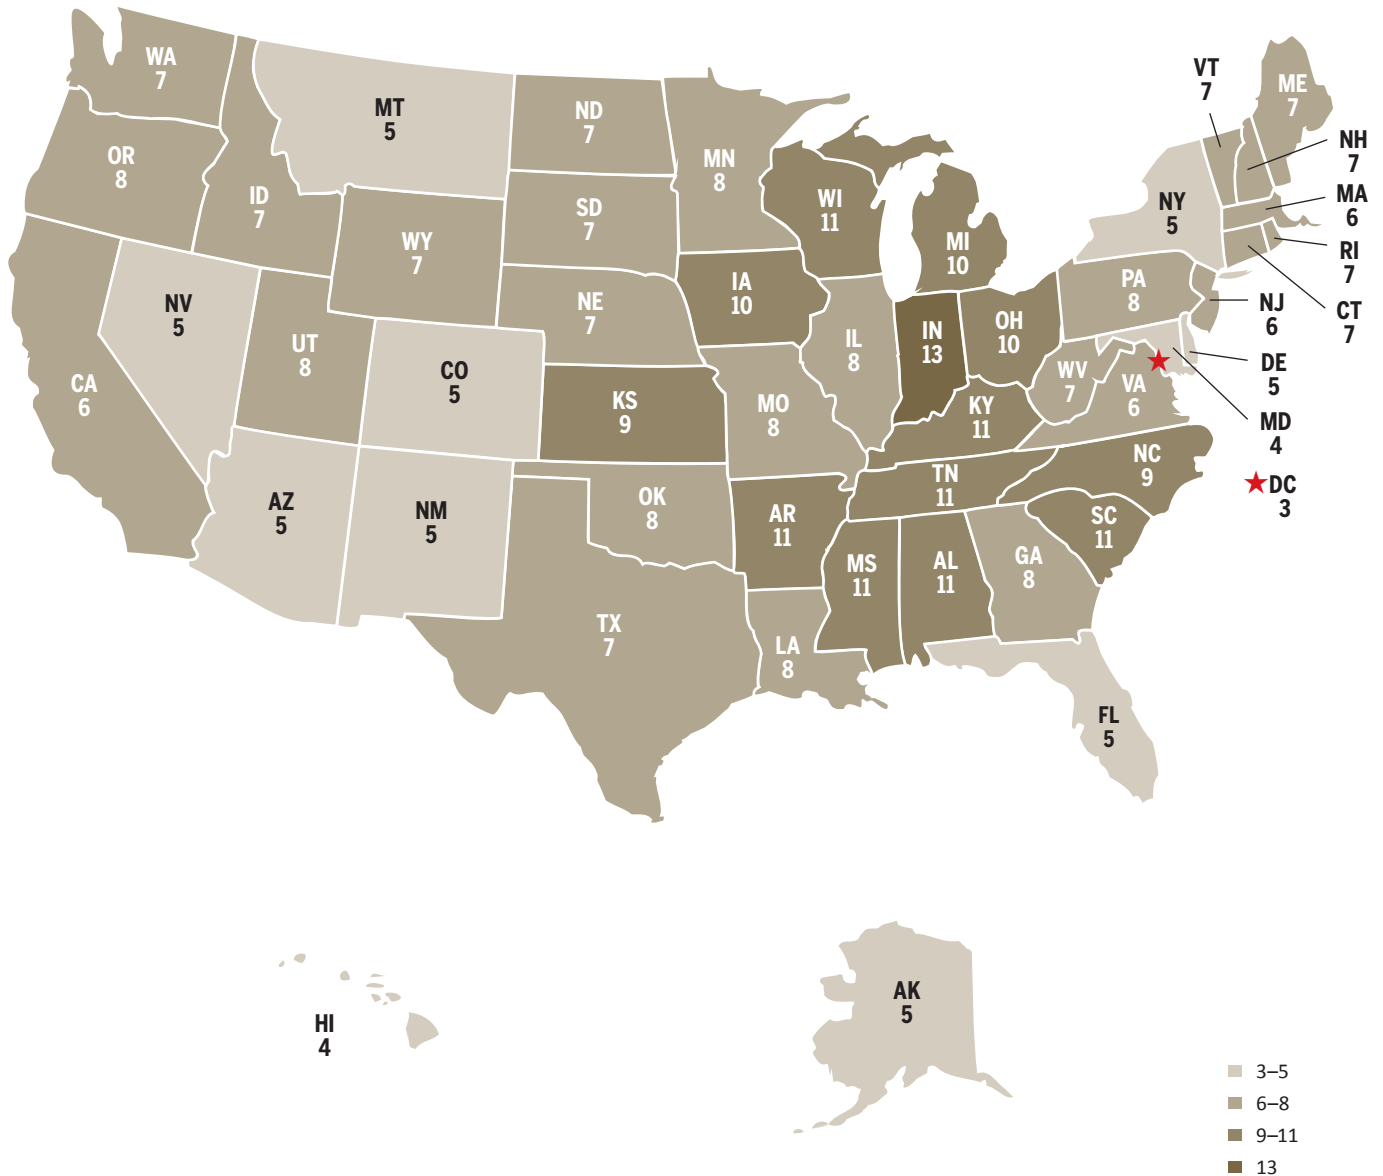 WA
7
MT
5
ND
7
VT
7
ME
7
OR
8
ID
7
MN
8
NH
7
WI
11
SD
7
WY
7
MI
10
NY
5
MA
6
RI
7
NV
5
NE
7
IA
10
PA
8
NJ
6
CT
7
UT
8
CO
5
IL
8
IN
13
OH
10
DE
5
CA
6
KS
9
MO
8
KY
11
WV
7
VA
6
MD
4
AZ
5
NM
5
OK
8
AR
11
TN
11
NC
9
DC
3
SC
11
MS
11
AL
11
GA
8
TX
7
LA
8
FL
5
HI
4
AK
5
3–5
6–8
9–11
13